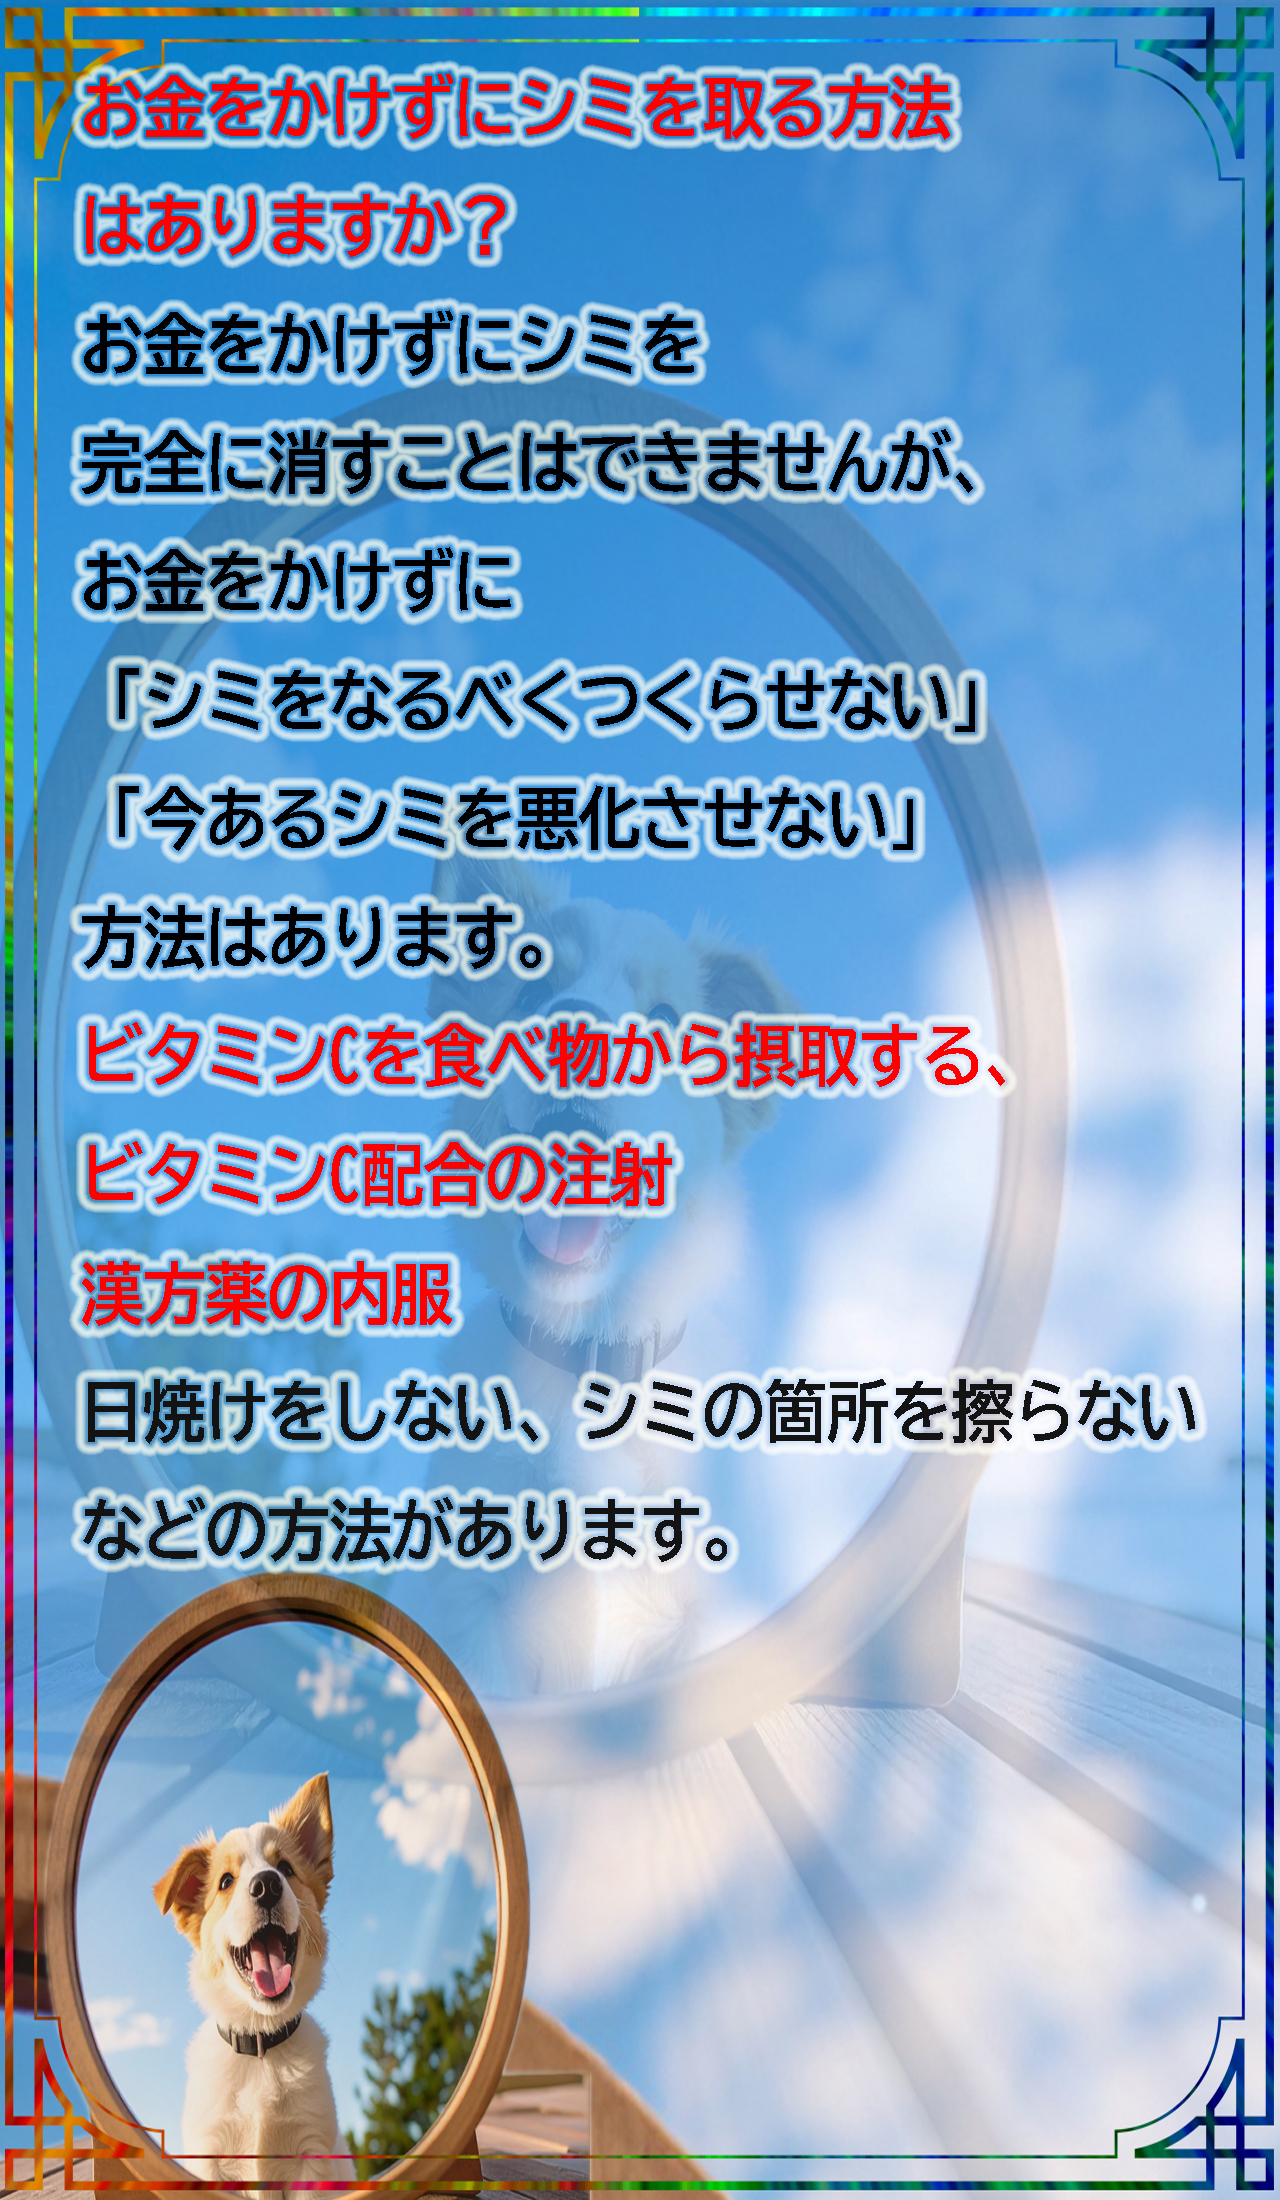 お金をかけずにシミを取る方法
はありますか？
お金をかけずにシミを
完全に消すことはできませんが、
お金をかけずに
「シミをなるべくつくらせない」
「今あるシミを悪化させない」
方法はあります。
ビタミンCを食べ物から摂取する、
ビタミンC配合の注射
漢方薬の内服
日焼けをしない、シミの箇所を擦らない
などの方法があります。